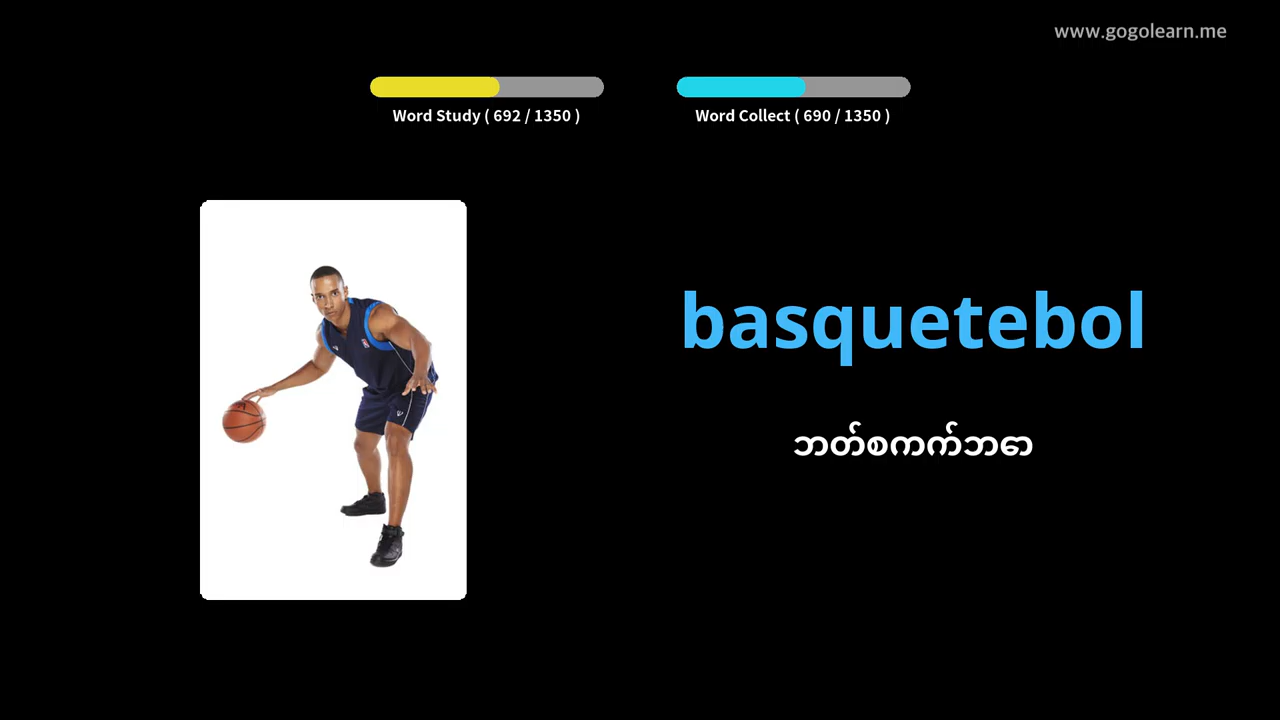 www.gogolearn.me
Word Study ( 692 / 1350 )
Word Collect ( 690 / 1350 )
basquetebol
ဘတ်စကက်ဘော